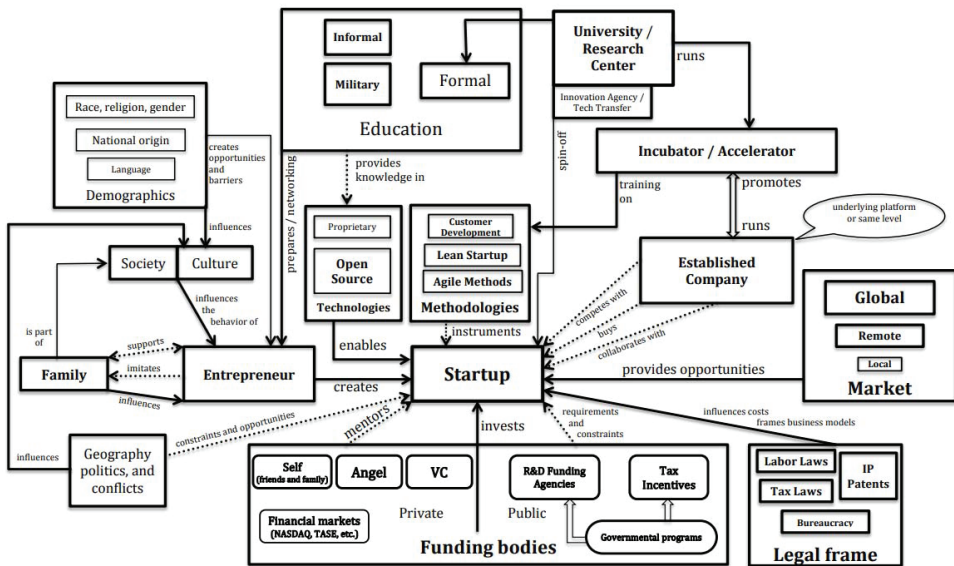 Informal
Military
Formal
Education
University /
Research
Center
Innovation Agency /
Tech Transfer
runs
Race, religion, gender
National origin
Language
Demographics
creates
opportunities
and
barriers
influences
prepares / networking
provides
knowledge in
spin-off
Incubator / Accelerator
training
on
promotes
runs
underlying platform
or same level
Proprietary
Open
Source
Technologies
Customer
Development
Lean Startup
Agile Methods
Methodologies
Established
Company
Society
Culture
influences
the
behavior of
is part
of
enables
instruments
competes with
buys
collaborates with
Global
Remote
Local
Market
supports
imitates
influences
Family
Entrepreneur
creates
Startup
provides opportunities
constraints and opportunities
mentors
invests
requirements
and
constraints
influences costs
frames business models
influences
Geography
politics, and
conflicts
Self
(friends and family)
Angel
VC
Financial markets
(NASDAQ, TASE, etc.)
Private
R&D Funding
Agencies
Tax
Incentives
Public
Governmental programs
Funding bodies
Labor Laws
Tax Laws
IP
Patents
Bureaucracy
Legal frame